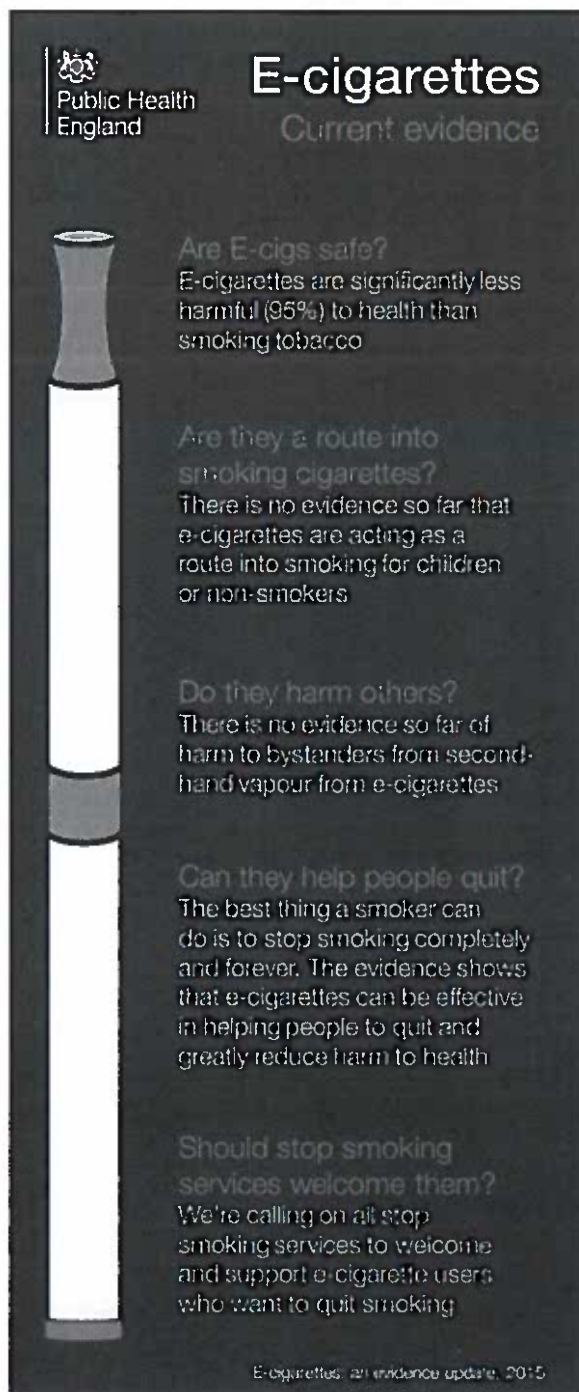 Public Health
England
E-cigarettes
Current evidence
Are E-cigs safe?
E-cigarettes are significantly less
harmful (95%) to health than
smoking tobacco
Are they a route into
smoking cigarettes?
There is no evidence so far that
e-cigarettes are acting as a
route into smoking for children
or non-smokers
Do they harm others?
There is no evidence so far of
harm to bystanders from second-
hand vapour from e-cigarettes
Can they help people quit?
The best thing a smoker can
do is to stop smoking completely
and forever. The evidence shows
that e-cigarettes can be effective
in helping people to quit and
greatly reduce harm to health
Should stop smoking
services welcome them?
We're calling on all stop
smoking services to welcome
and support e-cigarette users
who want to quit smoking
E-cigarettes: an evidence update, 2015